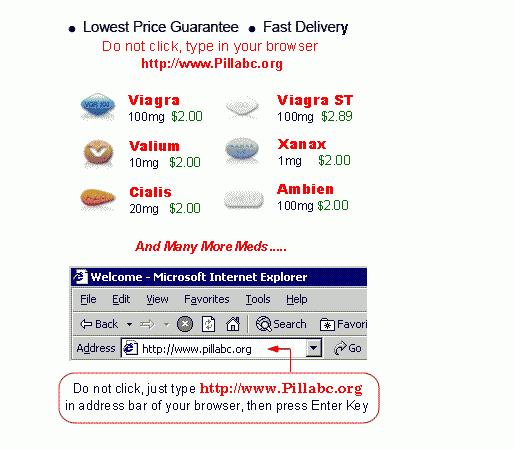 ● Lowest Price Guarantee ● Fast Delivery
Do not click, type in your browser
http://www.Pillabc.org
Viagra
100mg $2.00
Viagra ST
100mg $2.89
Valium
10mg $2.00
Xanax
1mg $2.00
Cialis
20mg $2.00
Ambien
100mg $2.00
And Many More Meds.....
Welcome - Microsoft Internet Explorer
File Edit View Favorites Tools Help
Back Search Favori
Address http://www.pillabc.org Go
Do not click, just type http://www.Pillabc.org
in address bar of your browser, then press Enter Key